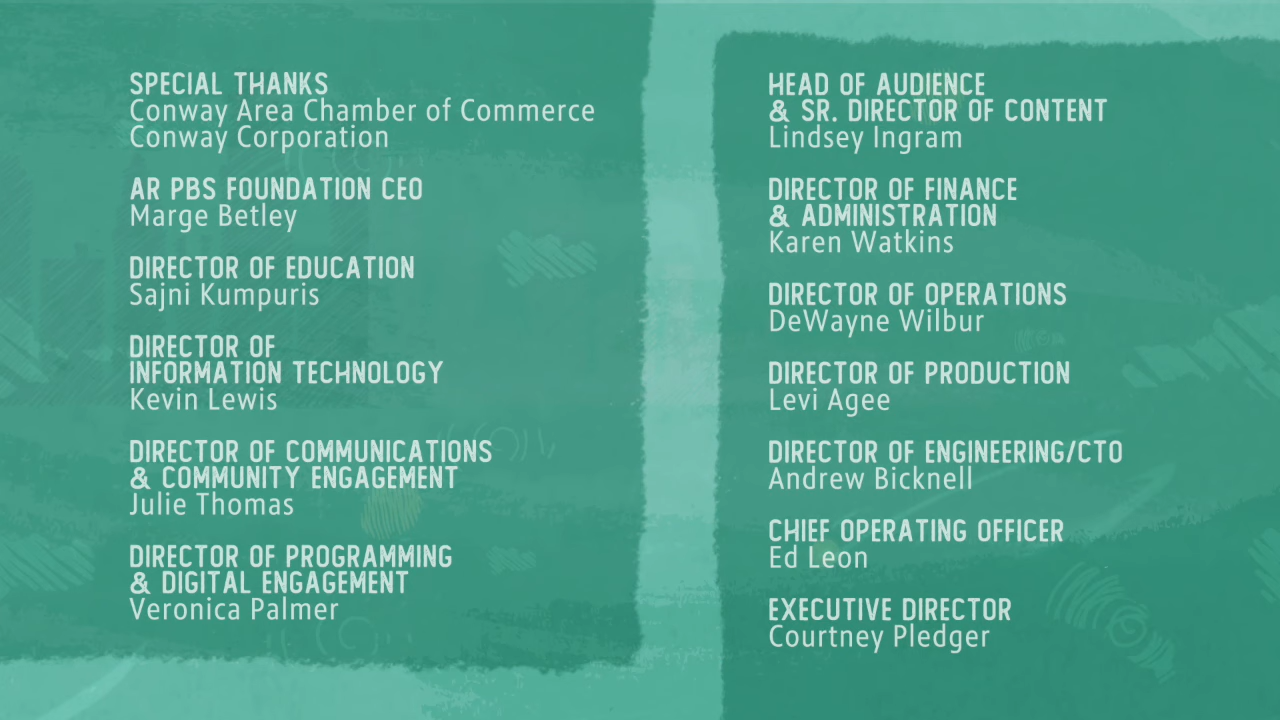 SPECIAL THANKS
Conway Area Chamber of Commerce
Conway Corporation
AR PBS FOUNDATION CEO
Marge Betley
DIRECTOR OF EDUCATION
Sajni Kumpuris
DIRECTOR OF
INFORMATION TECHNOLOGY
Kevin Lewis
DIRECTOR OF COMMUNICATIONS
& COMMUNITY ENGAGEMENT
Julie Thomas
DIRECTOR OF PROGRAMMING
& DIGITAL ENGAGEMENT
Veronica Palmer
HEAD OF AUDIENCE
& SR. DIRECTOR OF CONTENT
Lindsey Ingram
DIRECTOR OF FINANCE
& ADMINISTRATION
Karen Watkins
DIRECTOR OF OPERATIONS
DeWayne Wilbur
DIRECTOR OF PRODUCTION
Levi Agee
DIRECTOR OF ENGINEERING/CTO
Andrew Bicknell
CHIEF OPERATING OFFICER
Ed Leon
EXECUTIVE DIRECTOR
Courtney Pledger